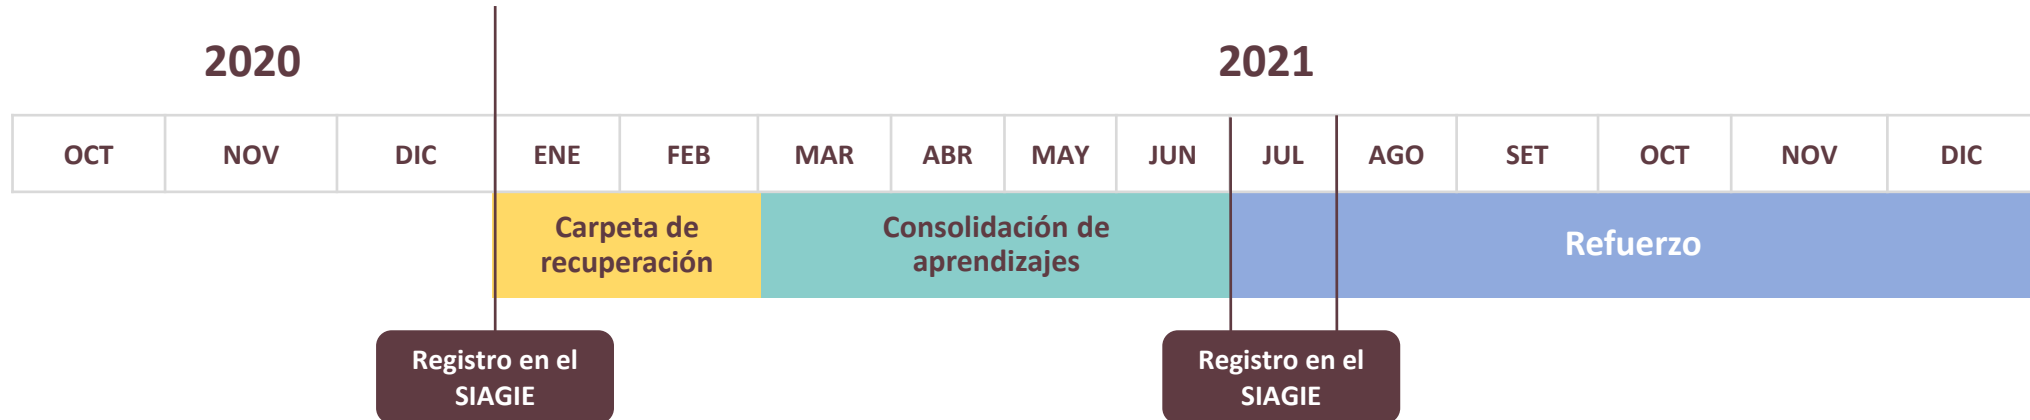 2020
2021
OCT NOV DIC ENE FEB MAR ABR MAY JUN JUL AGO SET OCT NOV DIC
Carpeta de
recuperación
Consolidación de
aprendizajes
Refuerzo
Registro en el
SIAGIE
Registro en el
SIAGIE